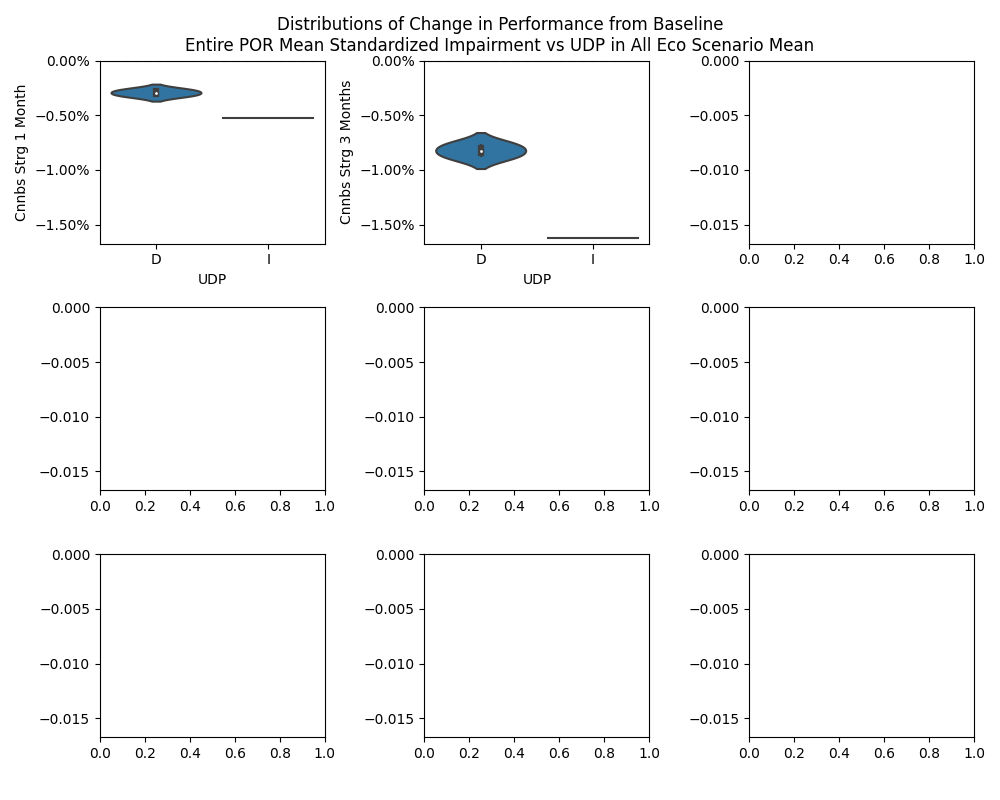 Distributions of Change in Performance from Baseline
Entire POR Mean Standardized Impairment vs UDP in All Eco Scenario Mean
Cnnbs Strg 1 Month
0.00%
−0.50%
−1.00%
−1.50%
D I
UDP
Cnnbs Strg 3 Months
0.00%
−0.50%
−1.00%
−1.50%
D I
UDP
0.000
−0.005
−0.010
−0.015
0.0 0.2 0.4 0.6 0.8 1.0
0.000
−0.005
−0.010
−0.015
0.0 0.2 0.4 0.6 0.8 1.0
0.000
−0.005
−0.010
−0.015
0.0 0.2 0.4 0.6 0.8 1.0
0.000
−0.005
−0.010
−0.015
0.0 0.2 0.4 0.6 0.8 1.0
0.000
−0.005
−0.010
−0.015
0.0 0.2 0.4 0.6 0.8 1.0
0.000
−0.005
−0.010
−0.015
0.0 0.2 0.4 0.6 0.8 1.0
0.000
−0.005
−0.010
−0.015
0.0 0.2 0.4 0.6 0.8 1.0